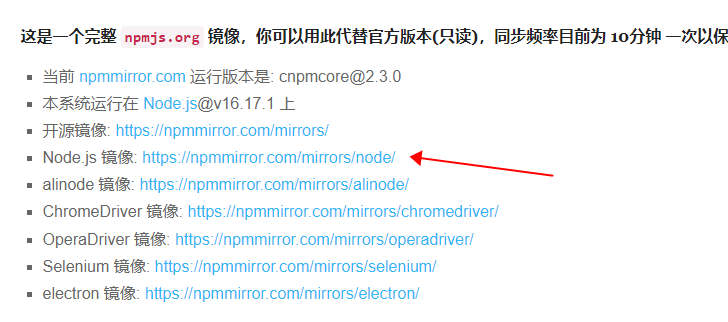 这是一个完整 npmjs.org 镜像，你可以用此代替官方版本(只读)，同步频率目前为 10分钟 一次以保
当前 npmmirror.com 运行版本是: cnpmcore@2.3.0
本系统运行在 Node.js@v16.17.1 上
开源镜像: https://npmmirror.com/mirrors/
Node.js 镜像: https://npmmirror.com/mirrors/node/
alinode 镜像: https://npmmirror.com/mirrors/alinode/
ChromeDriver 镜像: https://npmmirror.com/mirrors/chromedriver/
OperaDriver 镜像: https://npmmirror.com/mirrors/operadriver/
Selenium 镜像: https://npmmirror.com/mirrors/selenium/
electron 镜像: https://npmmirror.com/mirrors/electron/